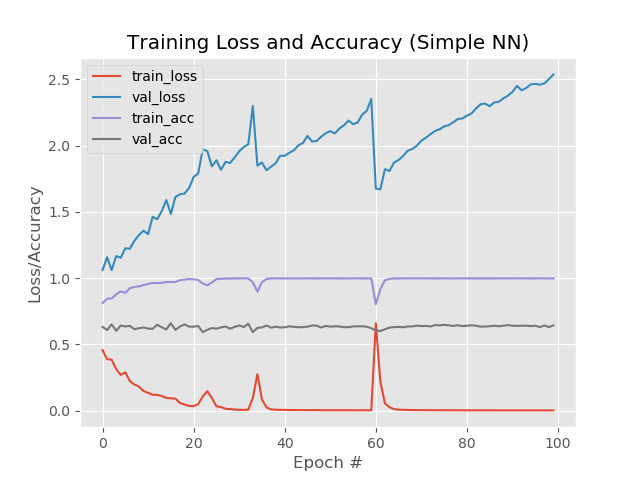 Training Loss and Accuracy (Simple NN)
train_loss
val_loss
train_acc
val_acc
2.5
2.0
1.5
1.0
0.5
0.0
Loss/Accuracy
0 20 40 60 80 100
Epoch #